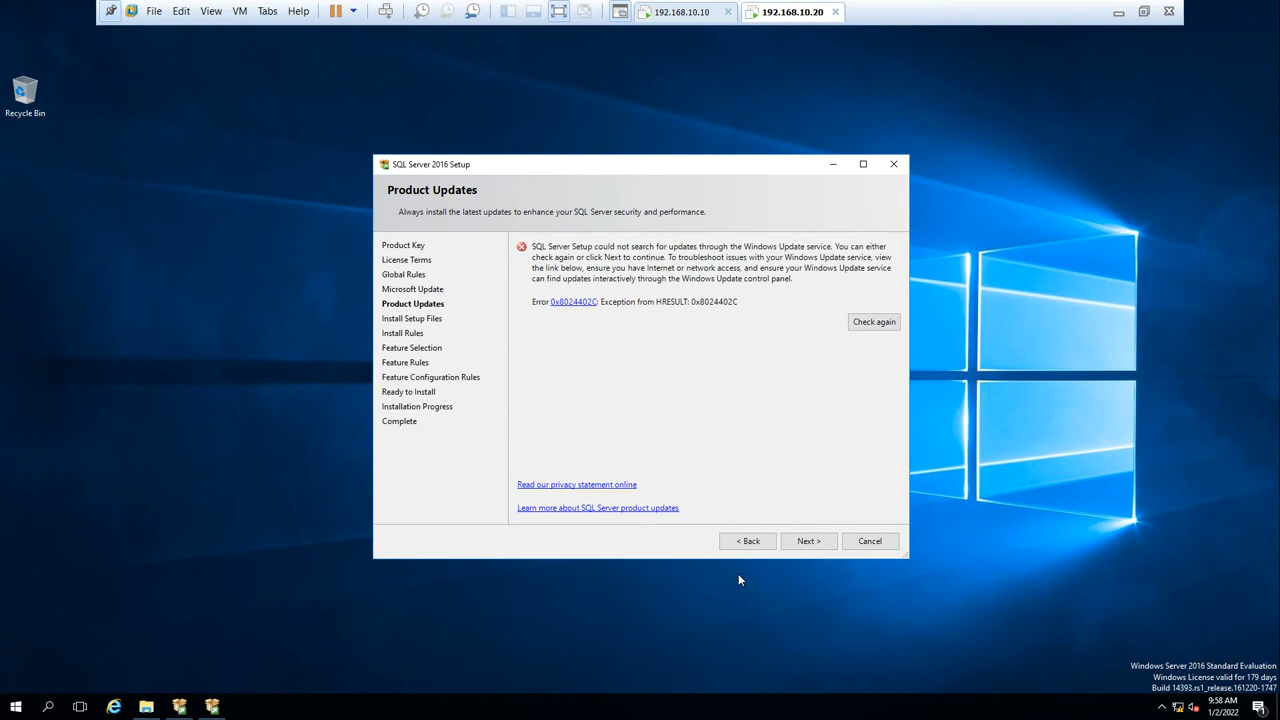 File Edit View VM Tabs Help
192.168.10.10
192.168.10.20
Recycle Bin
SQL Server 2016 Setup
Product Updates
Always install the latest updates to enhance your SQL Server security and performance.
Product Key
License Terms
Global Rules
Microsoft Update
Product Updates
Install Setup Files
Install Rules
Feature Selection
Feature Rules
Feature Configuration Rules
Ready to Install
Installation Progress
Complete
SQL Server Setup could not search for updates through the Windows Update service. You can either
check again or click Next to continue. To troubleshoot issues with your Windows Update service, view
the link below, ensure you have Internet or network access, and ensure your Windows Update service
can find updates interactively through the Windows Update control panel.
Error 0x8024402C: Exception from HRESULT: 0x8024402C
Check again
Read our privacy statement online
Learn more about SQL Server product updates
< Back
Next >
Cancel
Windows Server 2016 Standard Evaluation
Windows License valid for 179 days
Build 14393.rs1_release.161220-1747
9:58 AM
1/2/2022
1